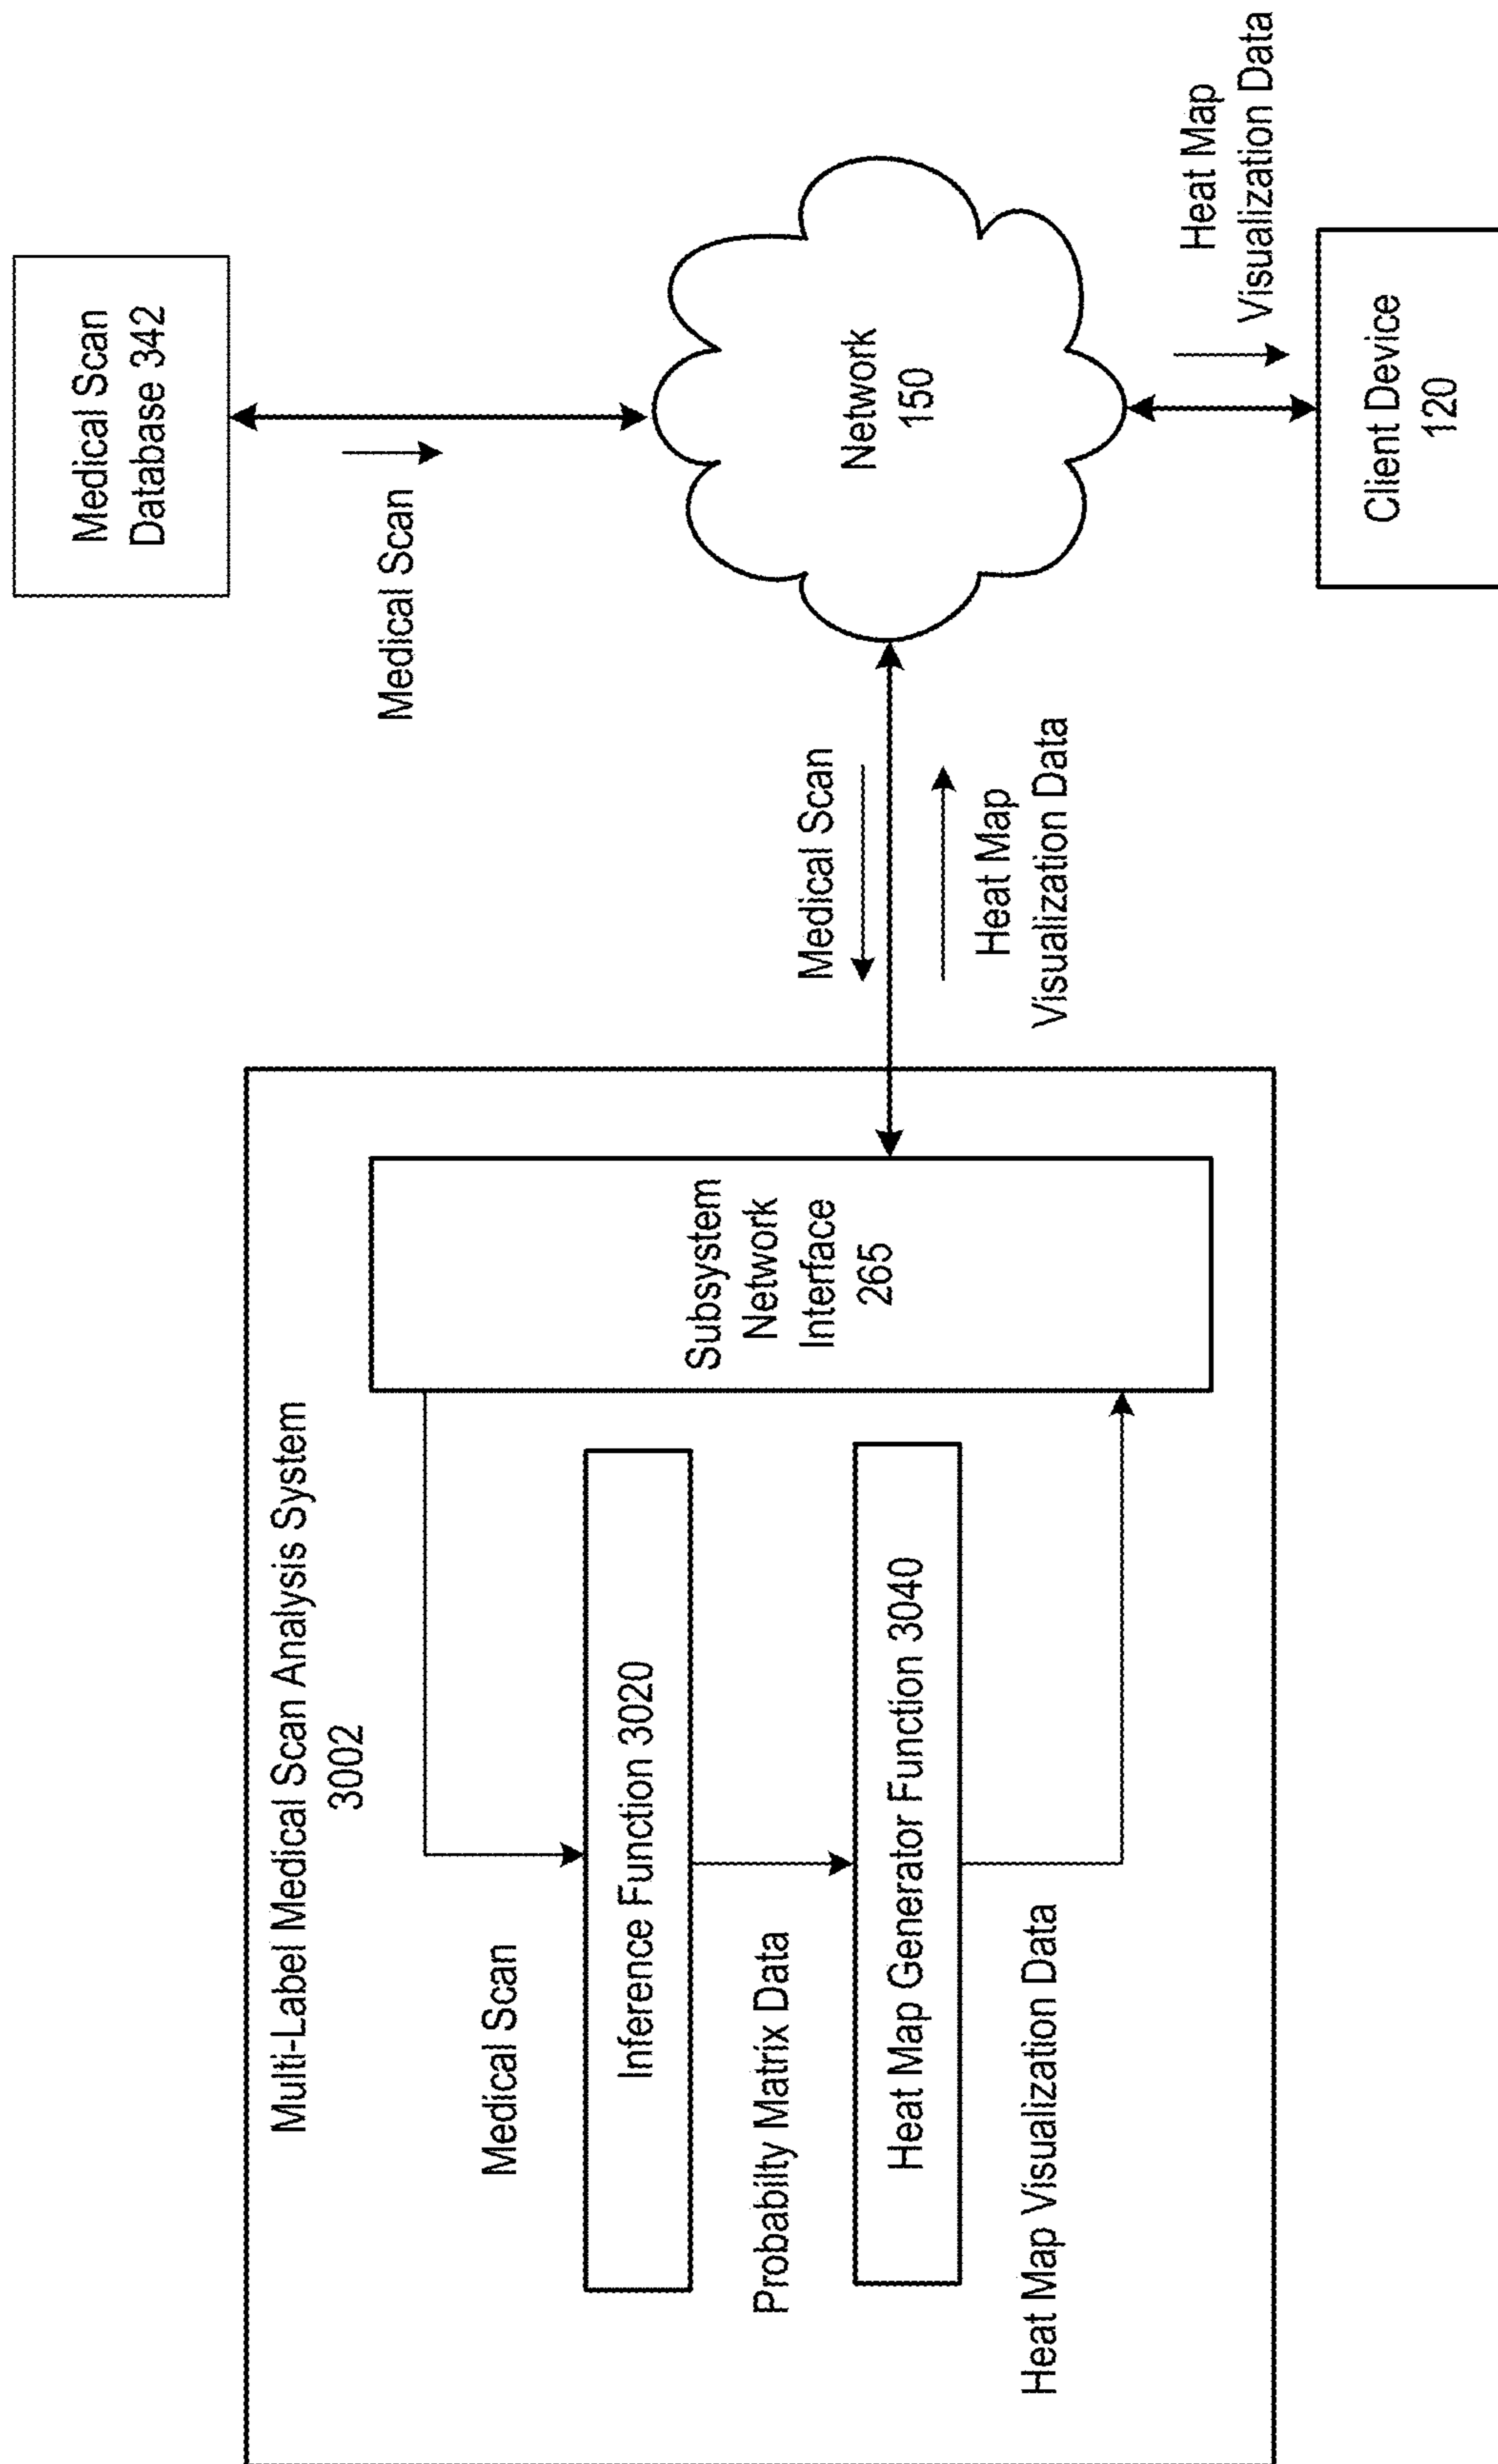 Multi-Label Medical Scan Analysis System
3002
Medical Scan
Inference Function 3020
Probabilty Matrix Data
Heat Map Generator Function 3040
Heat Map Visualization Data
Subsystem
Network
Interface
265
Medical Scan
Heat Map
Visualization Data
Medical Scan
Database 342
Medical Scan
Network
150
Heat Map
Visualization Data
Client Device
120